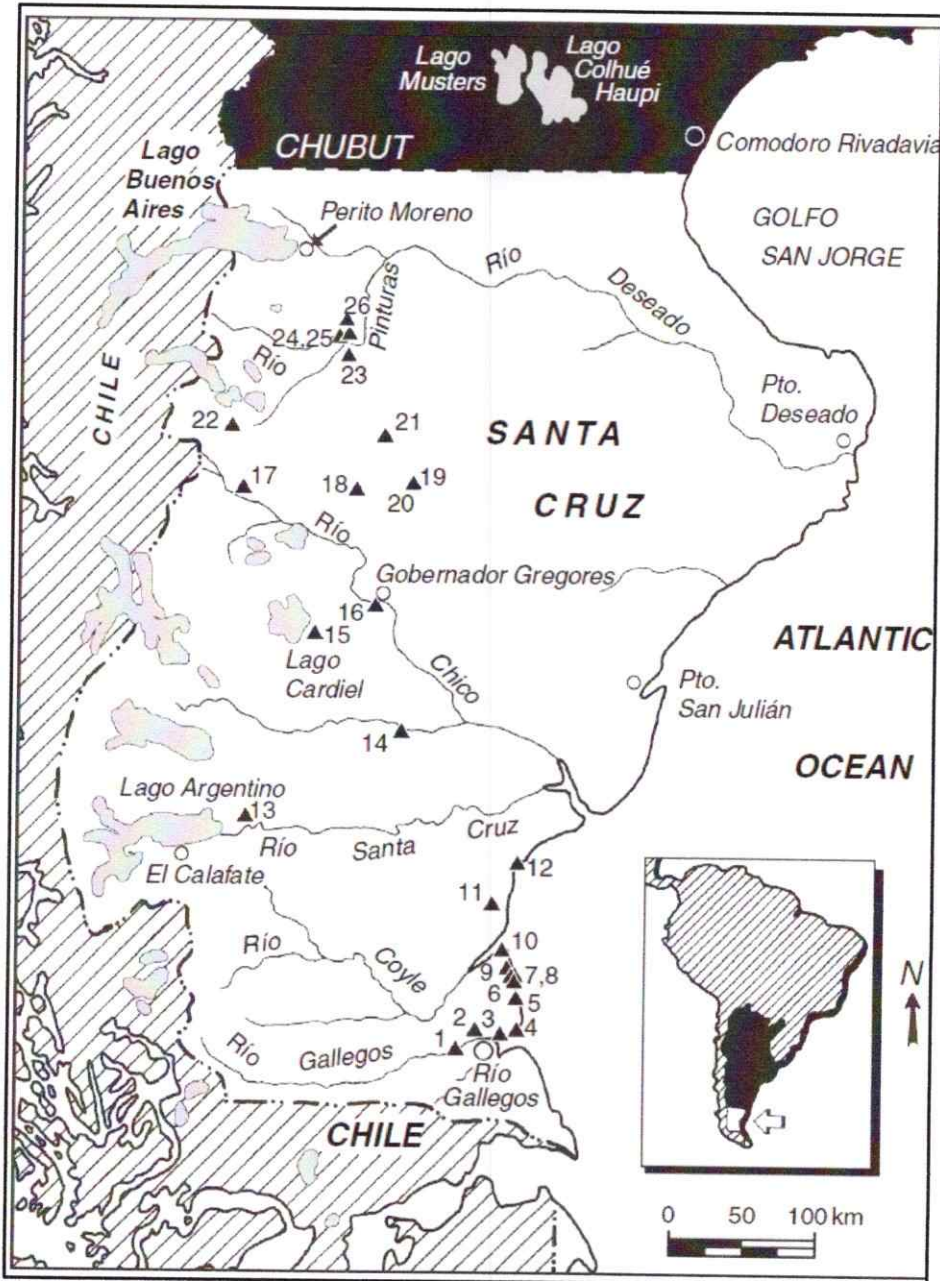 Lago
Musters
Lago
Colhué
Haupi
CHUBUT
Comodoro Rivadavia
Lago
Buenos
Aires
Perito Moreno
GOLFO
SAN JORGE
Río
Deseado
26
Pinturas
24,25
Río
23
CHILE
Pto.
Deseado
22
21
SANTA
17
18
19
20
CRUZ
Río
Gobernador Gregores
16
15
Lago
Cardiel
Chico
ATLANTIC
Pto.
San Julián
14
OCEAN
Lago Argentino
13
Río
Santa
Cruz
El Calafate
12
11
Río
Coyle
10
9
7,8
6
5
N
2
3
4
1
Río
Gallegos
Río
Gallegos
CHILE
0
50
100 km